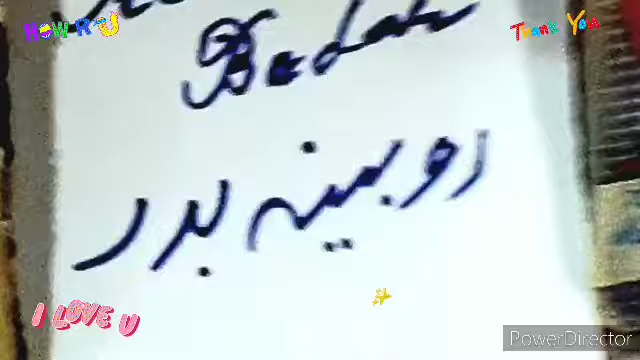 HOW R U
Thank You
Badar
روبینہ بدر
I LOVE U
PowerDirector